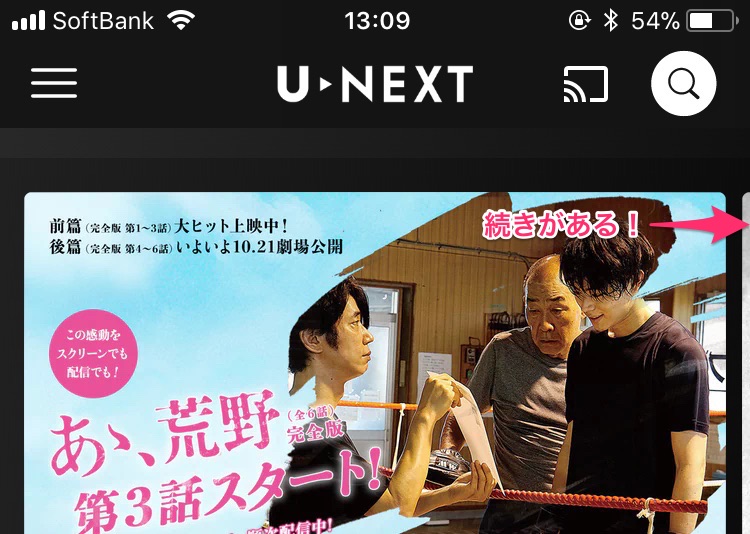 SoftBank 13:09 54%
U-NEXT
前篇（完全版 第1～3話）大ヒット上映中！
後篇（完全版 第4～6話）いよいよ10.21劇場公開
続きがある！
この感動を
スクリーンでも
配信でも！
あゝ、荒野
（全6話）
完全版
第3話スタート！
配信中！